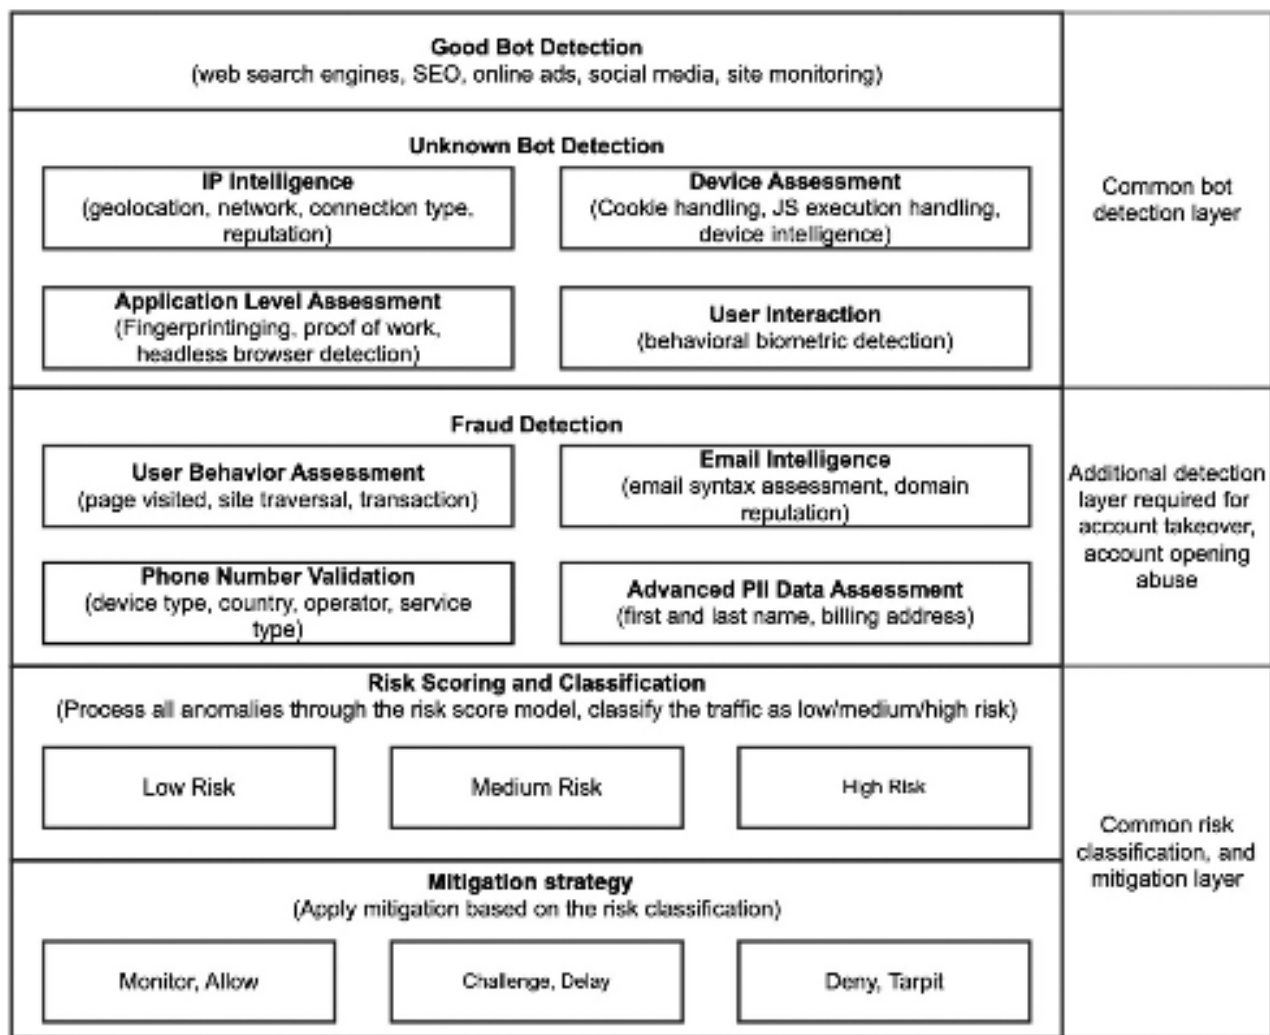 Good Bot Detection
(web search engines, SEO, online ads, social media, site monitoring)
Unknown Bot Detection
IP Intelligence
(geolocation, network, connection type,
reputation)
Device Assessment
(Cookie handling, JS execution handling,
device intelligence)
Application Level Assessment
(Fingerprintinging, proof of work,
headless browser detection)
User Interaction
(behavioral biometric detection)
Common bot
detection layer
Fraud Detection
User Behavior Assessment
(page visited, site traversal, transaction)
Email Intelligence
(email syntax assessment, domain
reputation)
Phone Number Validation
(device type, country, operator, service
type)
Advanced PII Data Assessment
(first and last name, billing address)
Additional detection
layer required for
account takeover,
account opening
abuse
Risk Scoring and Classification
(Process all anomalies through the risk score model, classify the traffic as low/medium/high risk)
Low Risk
Medium Risk
High Risk
Mitigation strategy
(Apply mitigation based on the risk classification)
Monitor, Allow
Challenge, Delay
Deny, Tarpit
Common risk
classification, and
mitigation layer